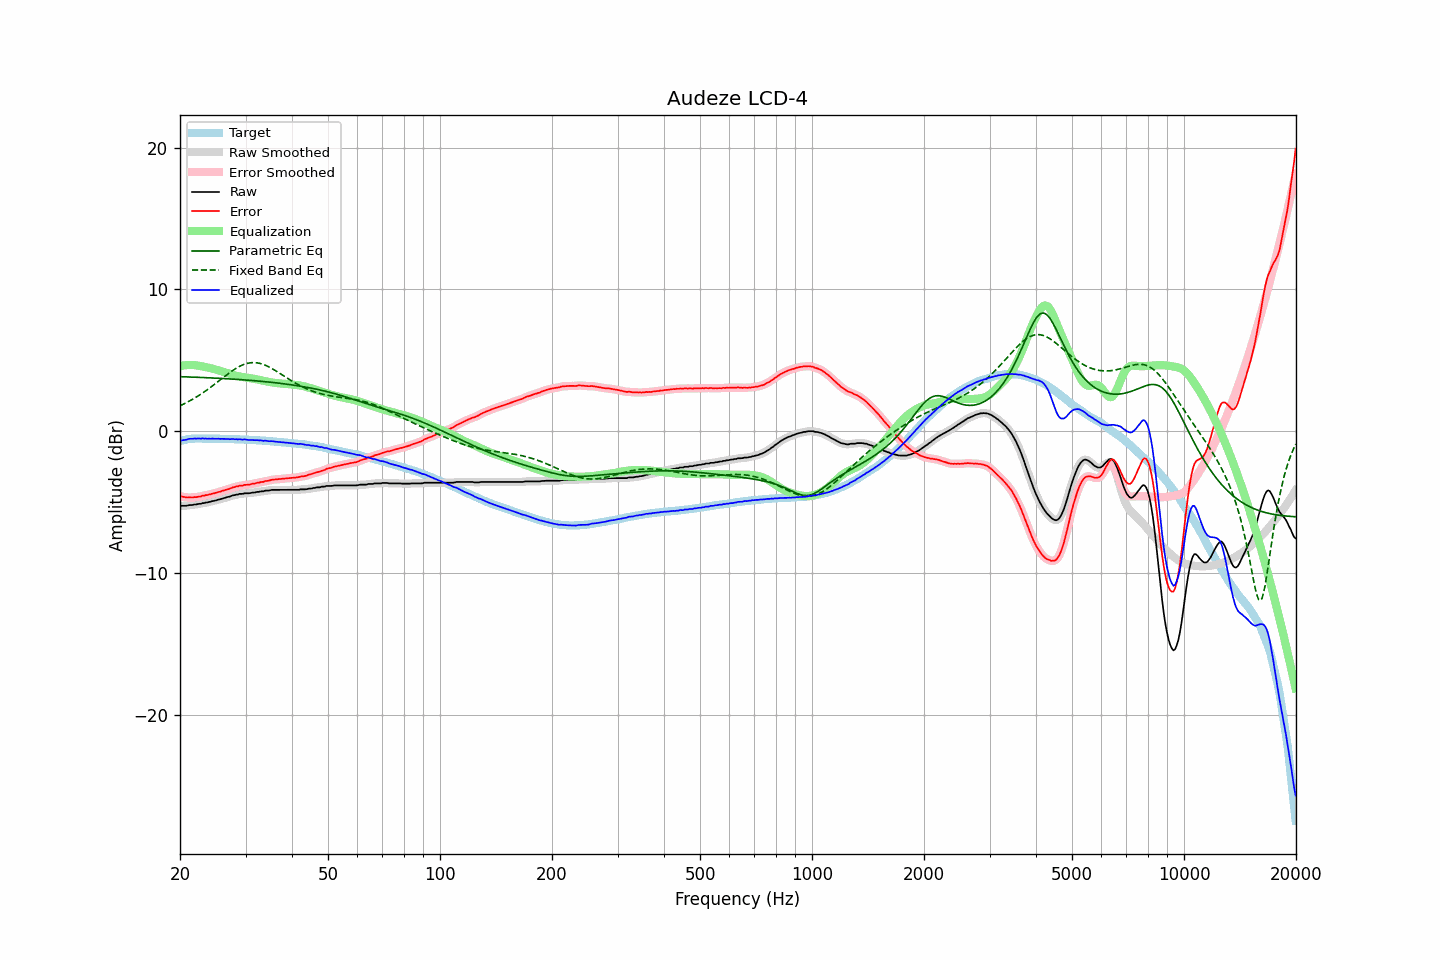 Audeze LCD-4
Target
Raw Smoothed
Error Smoothed
Raw
Error
Equalization
Parametric Eq
Fixed Band Eq
Equalized
Amplitude (dBr)
20
10
0
−10
−20
20 50 100 200 500 1000 2000 5000 10000 20000
Frequency (Hz)